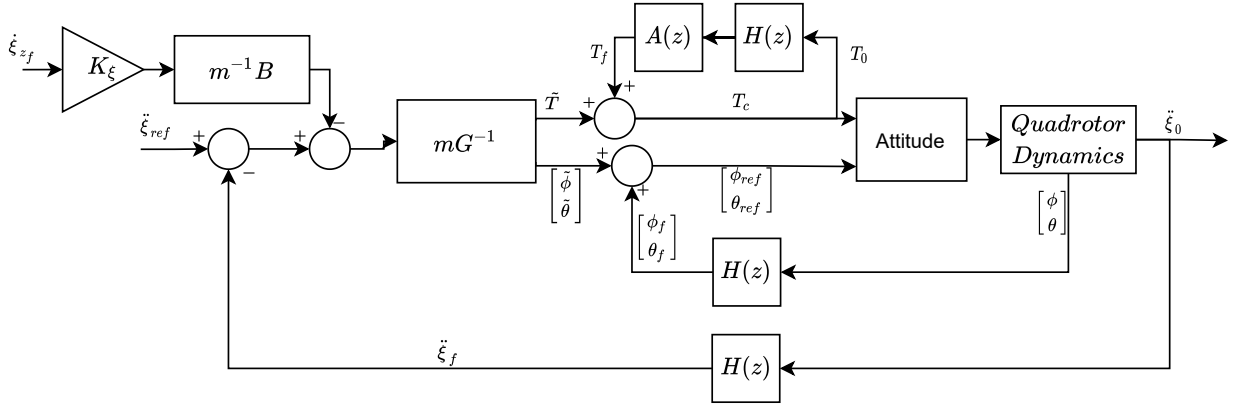 A(z)
H(z)
T_f
T_0
+
ξ̇_{z_f}
K_ξ
m^{-1}B
−
T̃
+
T_c
ξ̈_{ref}
+
−
+
mG^{-1}
[φ̃
θ̃]
+
+
[φ_{ref}
θ_{ref}]
Attitude
Quadrotor
Dynamics
ξ̈_0
[φ
θ]
[φ_f
θ_f]
H(z)
ξ̈_f
H(z)